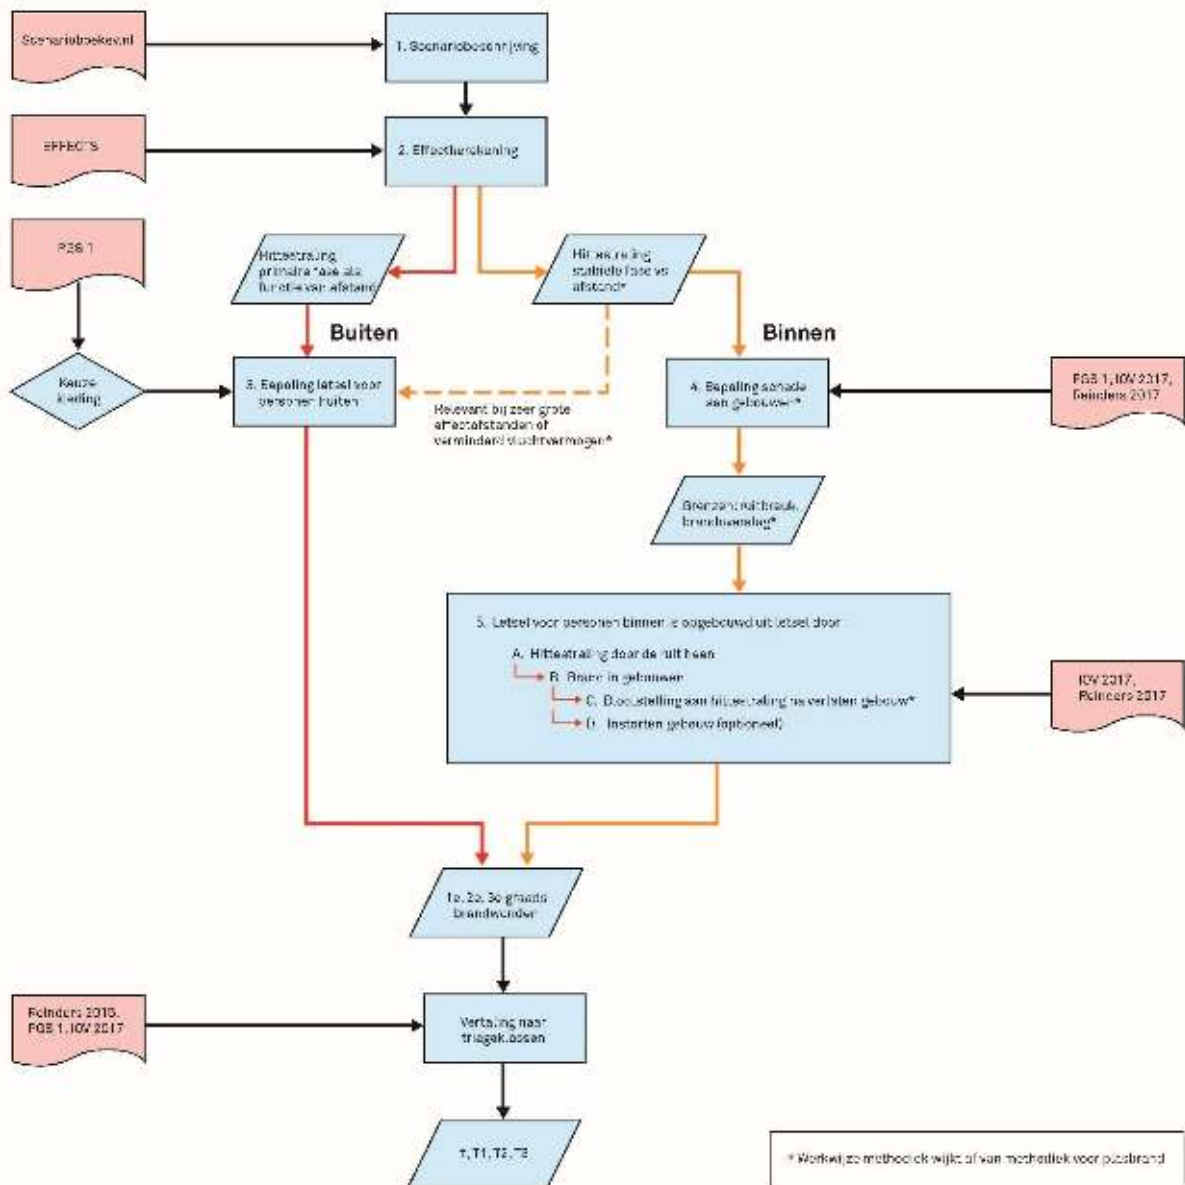 Scenarioboekev.nl
1. Scenariobeschrijving
EFFECTS
2. Effectberekening
PGS 1
Hittestraling
primaire fase als
functie van afstand
Hittestraling
stabiele fase vs
afstand*
Buiten
Binnen
Keuze
kleding
3. Bepaling letsel voor
personen buiten
Relevant bij zeer grote
effectafstanden of
verminderd vluchtvermogen*
4. Bepaling schade
aan gebouwen*
PGS 1, IOV 2017,
Reinders 2017
Grenzen: ruitbreuk,
brandoverslag*
5. Letsel voor personen binnen is opgebouwd uit letsel door
A. Hittestraling door de ruit heen
B. Brand in gebouwen
C. Blootstelling aan hittestraling na verlaten gebouw*
D. Instorten gebouw (optioneel)
IOV 2017,
Reinders 2017
1e, 2e, 3e graads
brandwonden
Reinders 2015,
PGS 1, IOV 2017
Vertaling naar
triageklassen
T1, T2, T3
* Werkwijze methodiek wijkt af van methodiek voor plasbrand